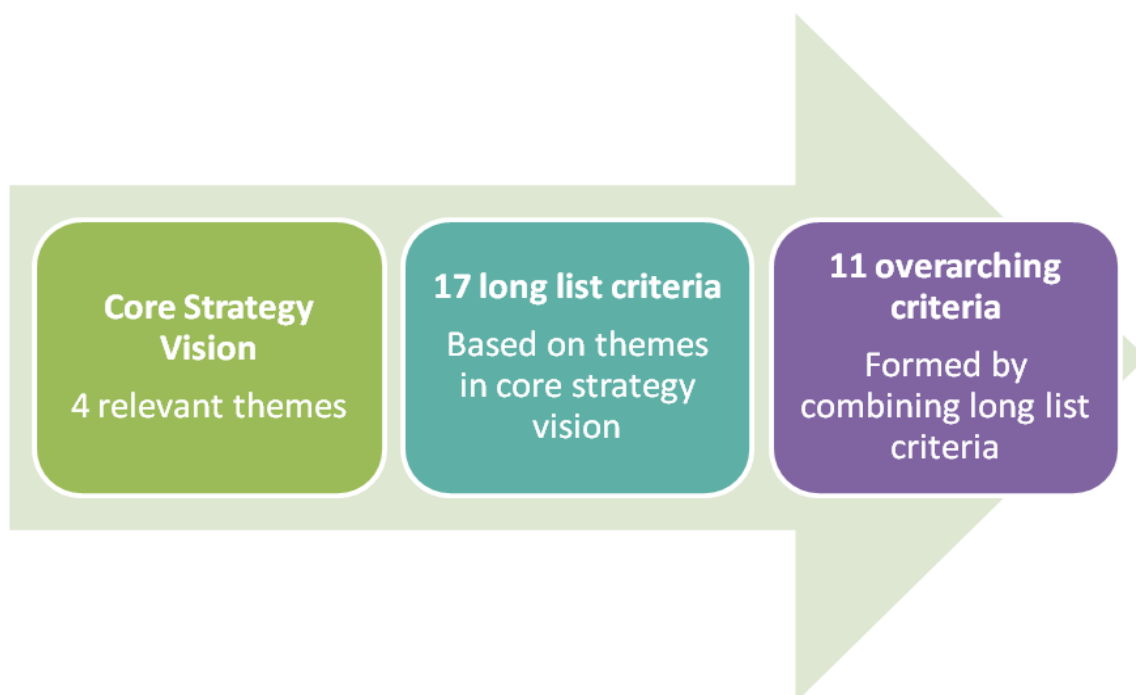 Core Strategy
Vision
4 relevant themes
17 long list criteria
Based on themes
in core strategy
vision
11 overarching
criteria
Formed by
combining long list
criteria